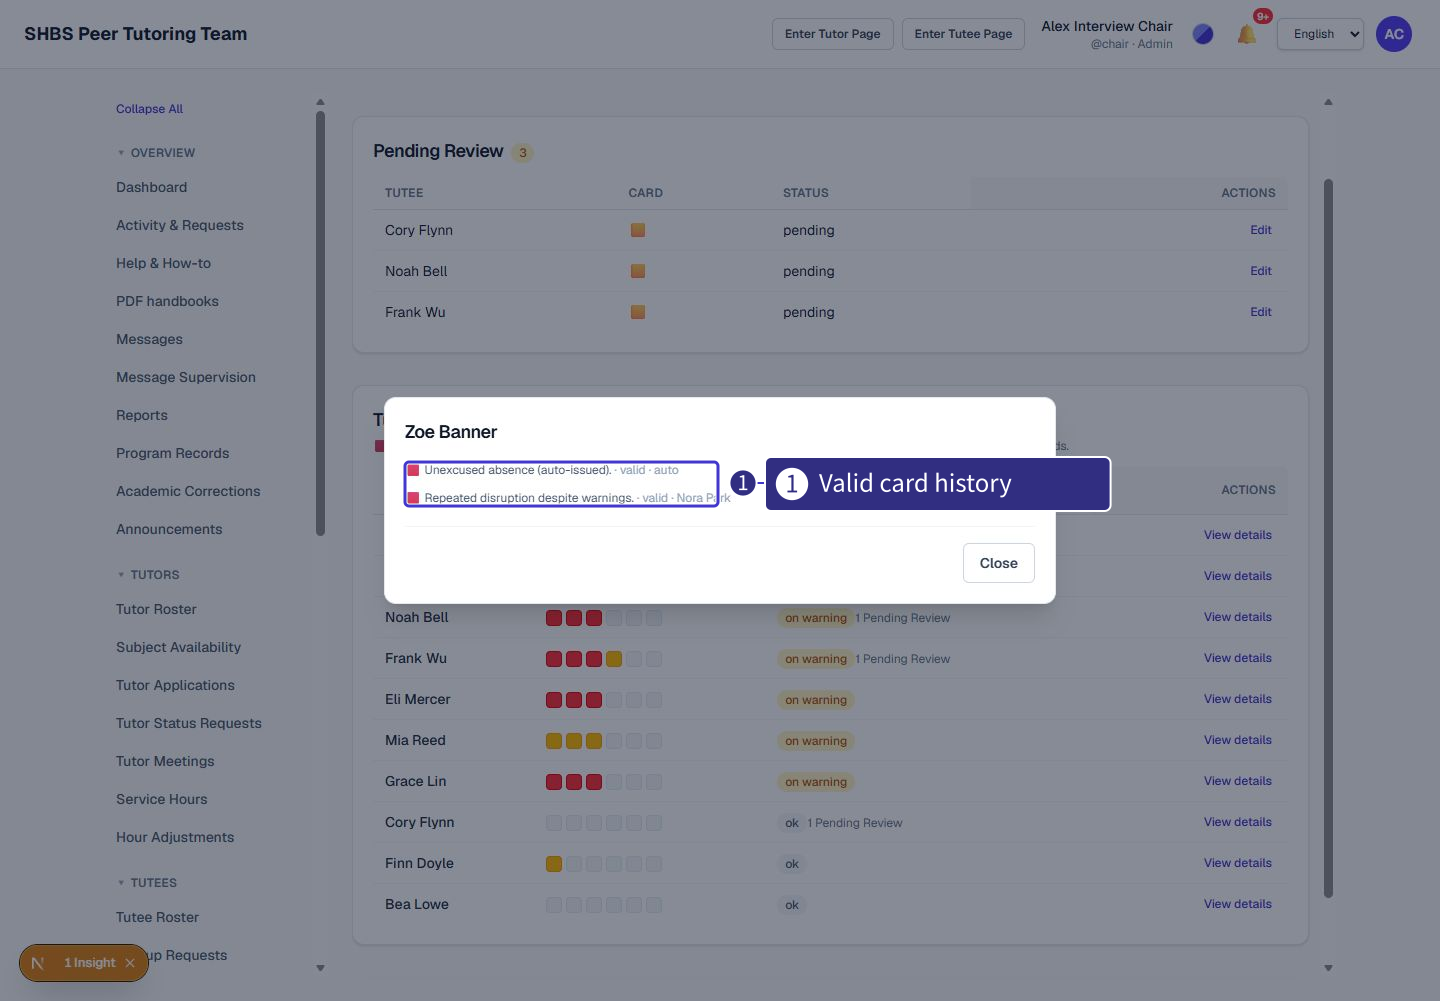 SHBS Peer Tutoring Team
Enter Tutor Page
Enter Tutee Page
Alex Interview Chair
@chair · Admin
9+
English
AC
Collapse All
OVERVIEW
Dashboard
Activity & Requests
Help & How-to
PDF handbooks
Messages
Message Supervision
Reports
Program Records
Academic Corrections
Announcements
TUTORS
Tutor Roster
Subject Availability
Tutor Applications
Tutor Status Requests
Tutor Meetings
Service Hours
Hour Adjustments
TUTEES
Tutee Roster
up Requests
N 1 Insight ×
Pending Review 3
TUTEE CARD STATUS ACTIONS
Cory Flynn pending Edit
Noah Bell pending Edit
Frank Wu pending Edit
Zoe Banner
Unexcused absence (auto-issued). · valid · auto
Repeated disruption despite warnings. · valid · Nora Park
1 1 Valid card history
Close
ds.
ACTIONS
View details
View details
Noah Bell on warning 1 Pending Review View details
Frank Wu on warning 1 Pending Review View details
Eli Mercer on warning View details
Mia Reed on warning View details
Grace Lin on warning View details
Cory Flynn ok 1 Pending Review View details
Finn Doyle ok View details
Bea Lowe ok View details